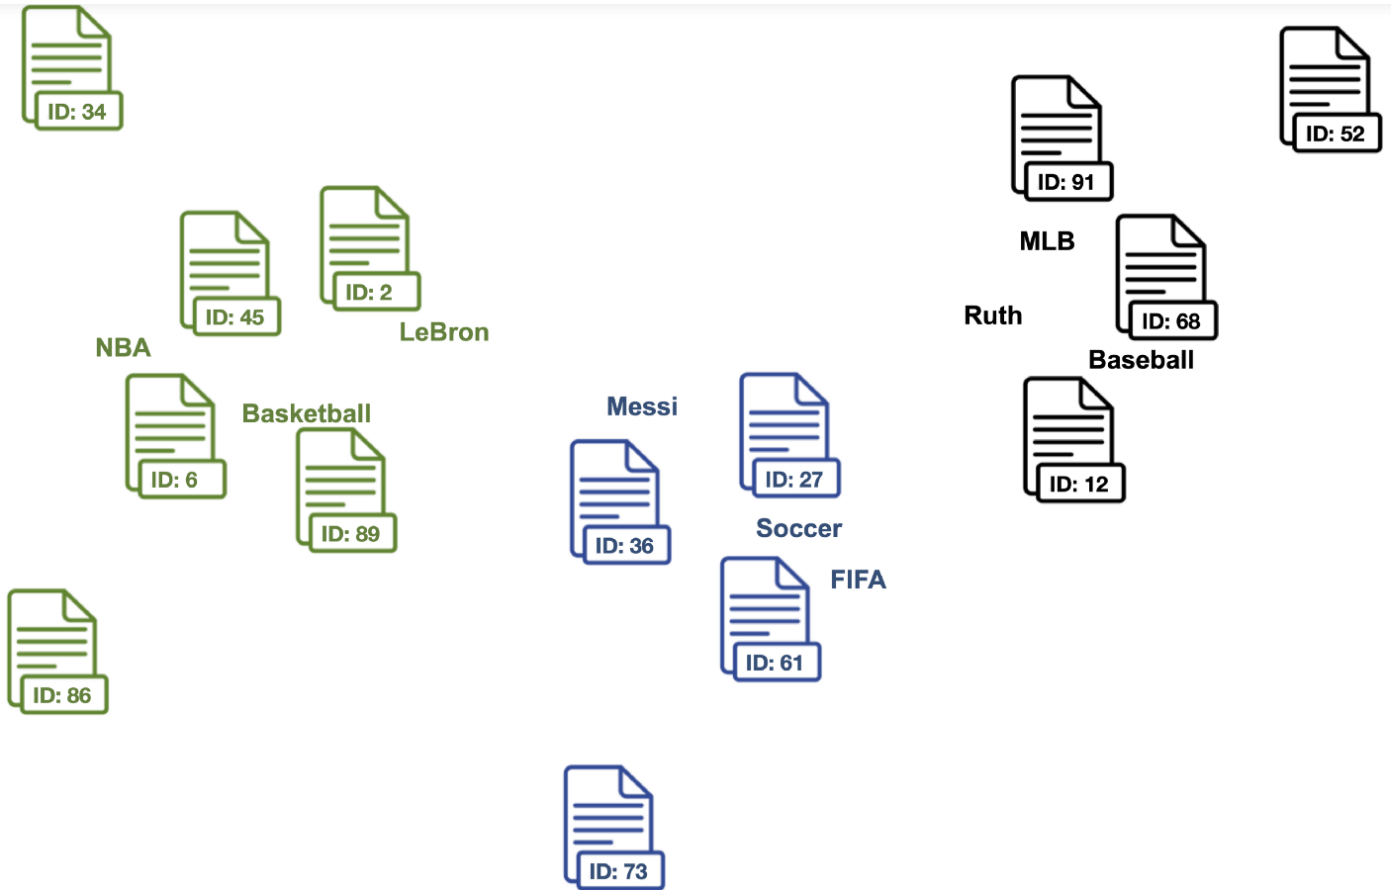 ID: 34
ID: 52
ID: 91
MLB
ID: 2
ID: 45
Ruth
ID: 68
LeBron
NBA
Baseball
Messi
Basketball
ID: 6
ID: 27
ID: 12
Soccer
ID: 89
ID: 36
FIFA
ID: 61
ID: 86
ID: 73